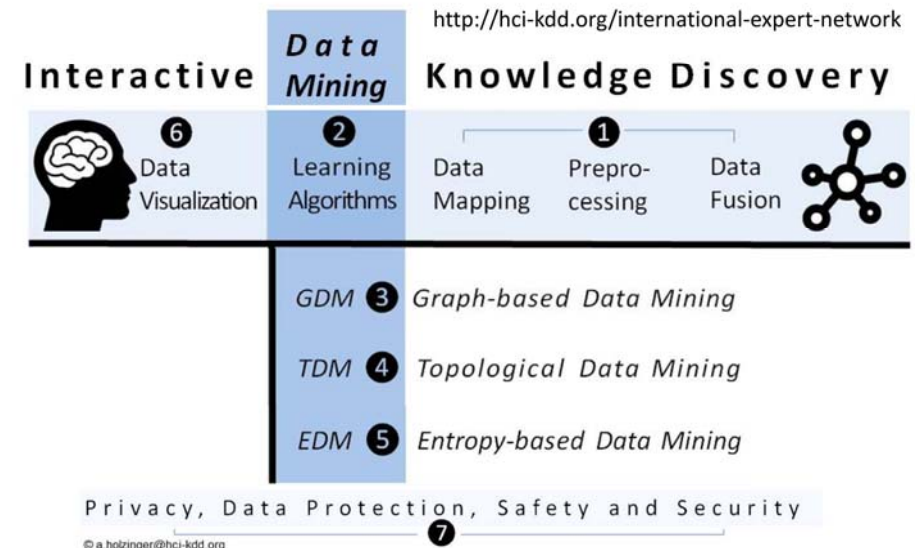 http://hci-kdd.org/international-expert-network
Interactive Data Mining Knowledge Discovery
6 2 1
Data Visualization
Learning Algorithms
Data Mapping
Prepro-
cessing
Data Fusion
GDM 3 Graph-based Data Mining
TDM 4 Topological Data Mining
EDM 5 Entropy-based Data Mining
Privacy, Data Protection, Safety and Security
7
© a.holzinger@hci-kdd.org